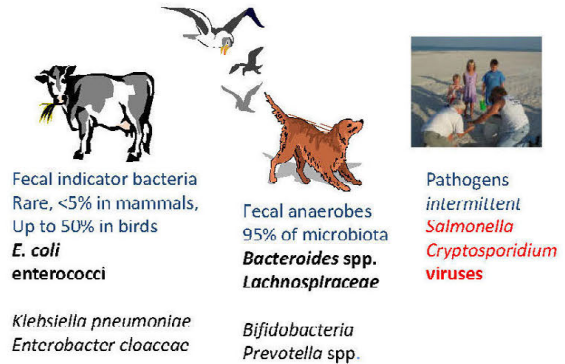 Fecal indicator bacteria
Rare, <5% in mammals,
Up to 50% in birds
E. coli
enterococci
Klebsiella pneumoniae
Enterobacter cloaceae
Fecal anaerobes
95% of microbiota
Bacteroides spp.
Lachnospiraceae
Bifidobacteria
Prevotella spp.
Pathogens
intermittent
Salmonella
Cryptosporidium
viruses